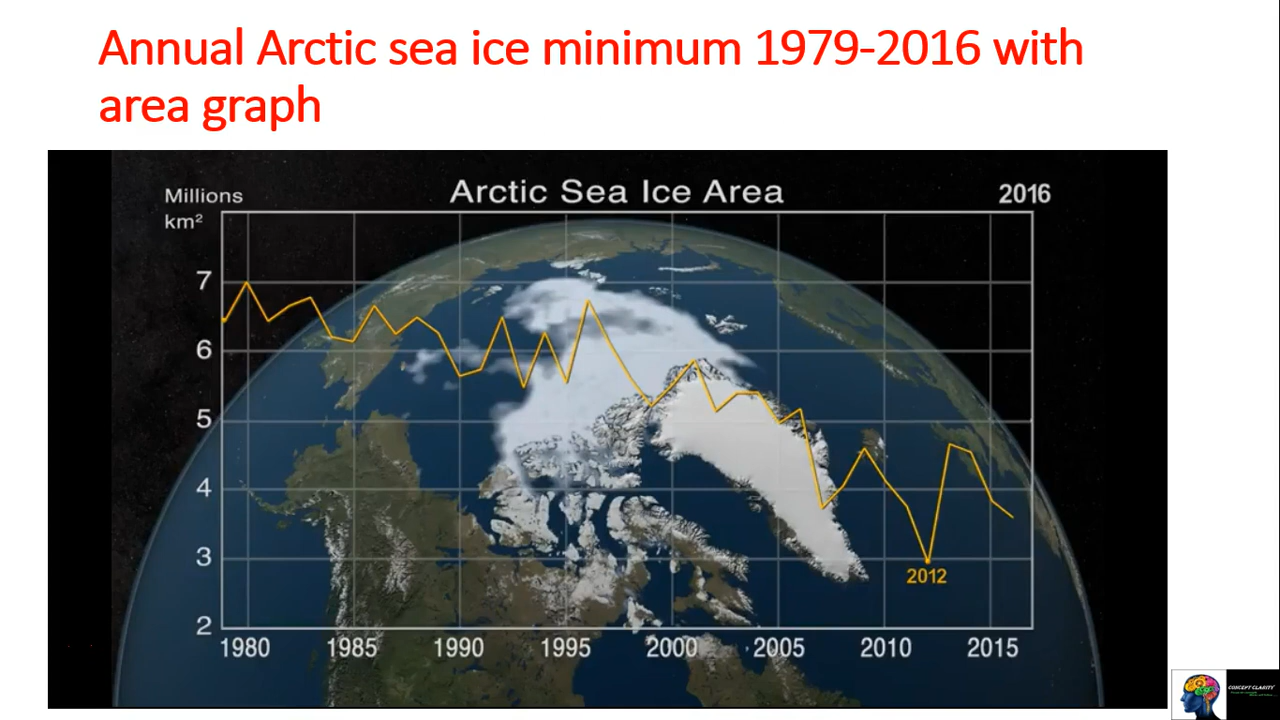 Annual Arctic sea ice minimum 1979-2016 with
area graph
Millions
km²
Arctic Sea Ice Area
2016
7
6
5
4
3
2
2012
1980 1985 1990 1995 2000 2005 2010 2015
CONCEPT CLARITY